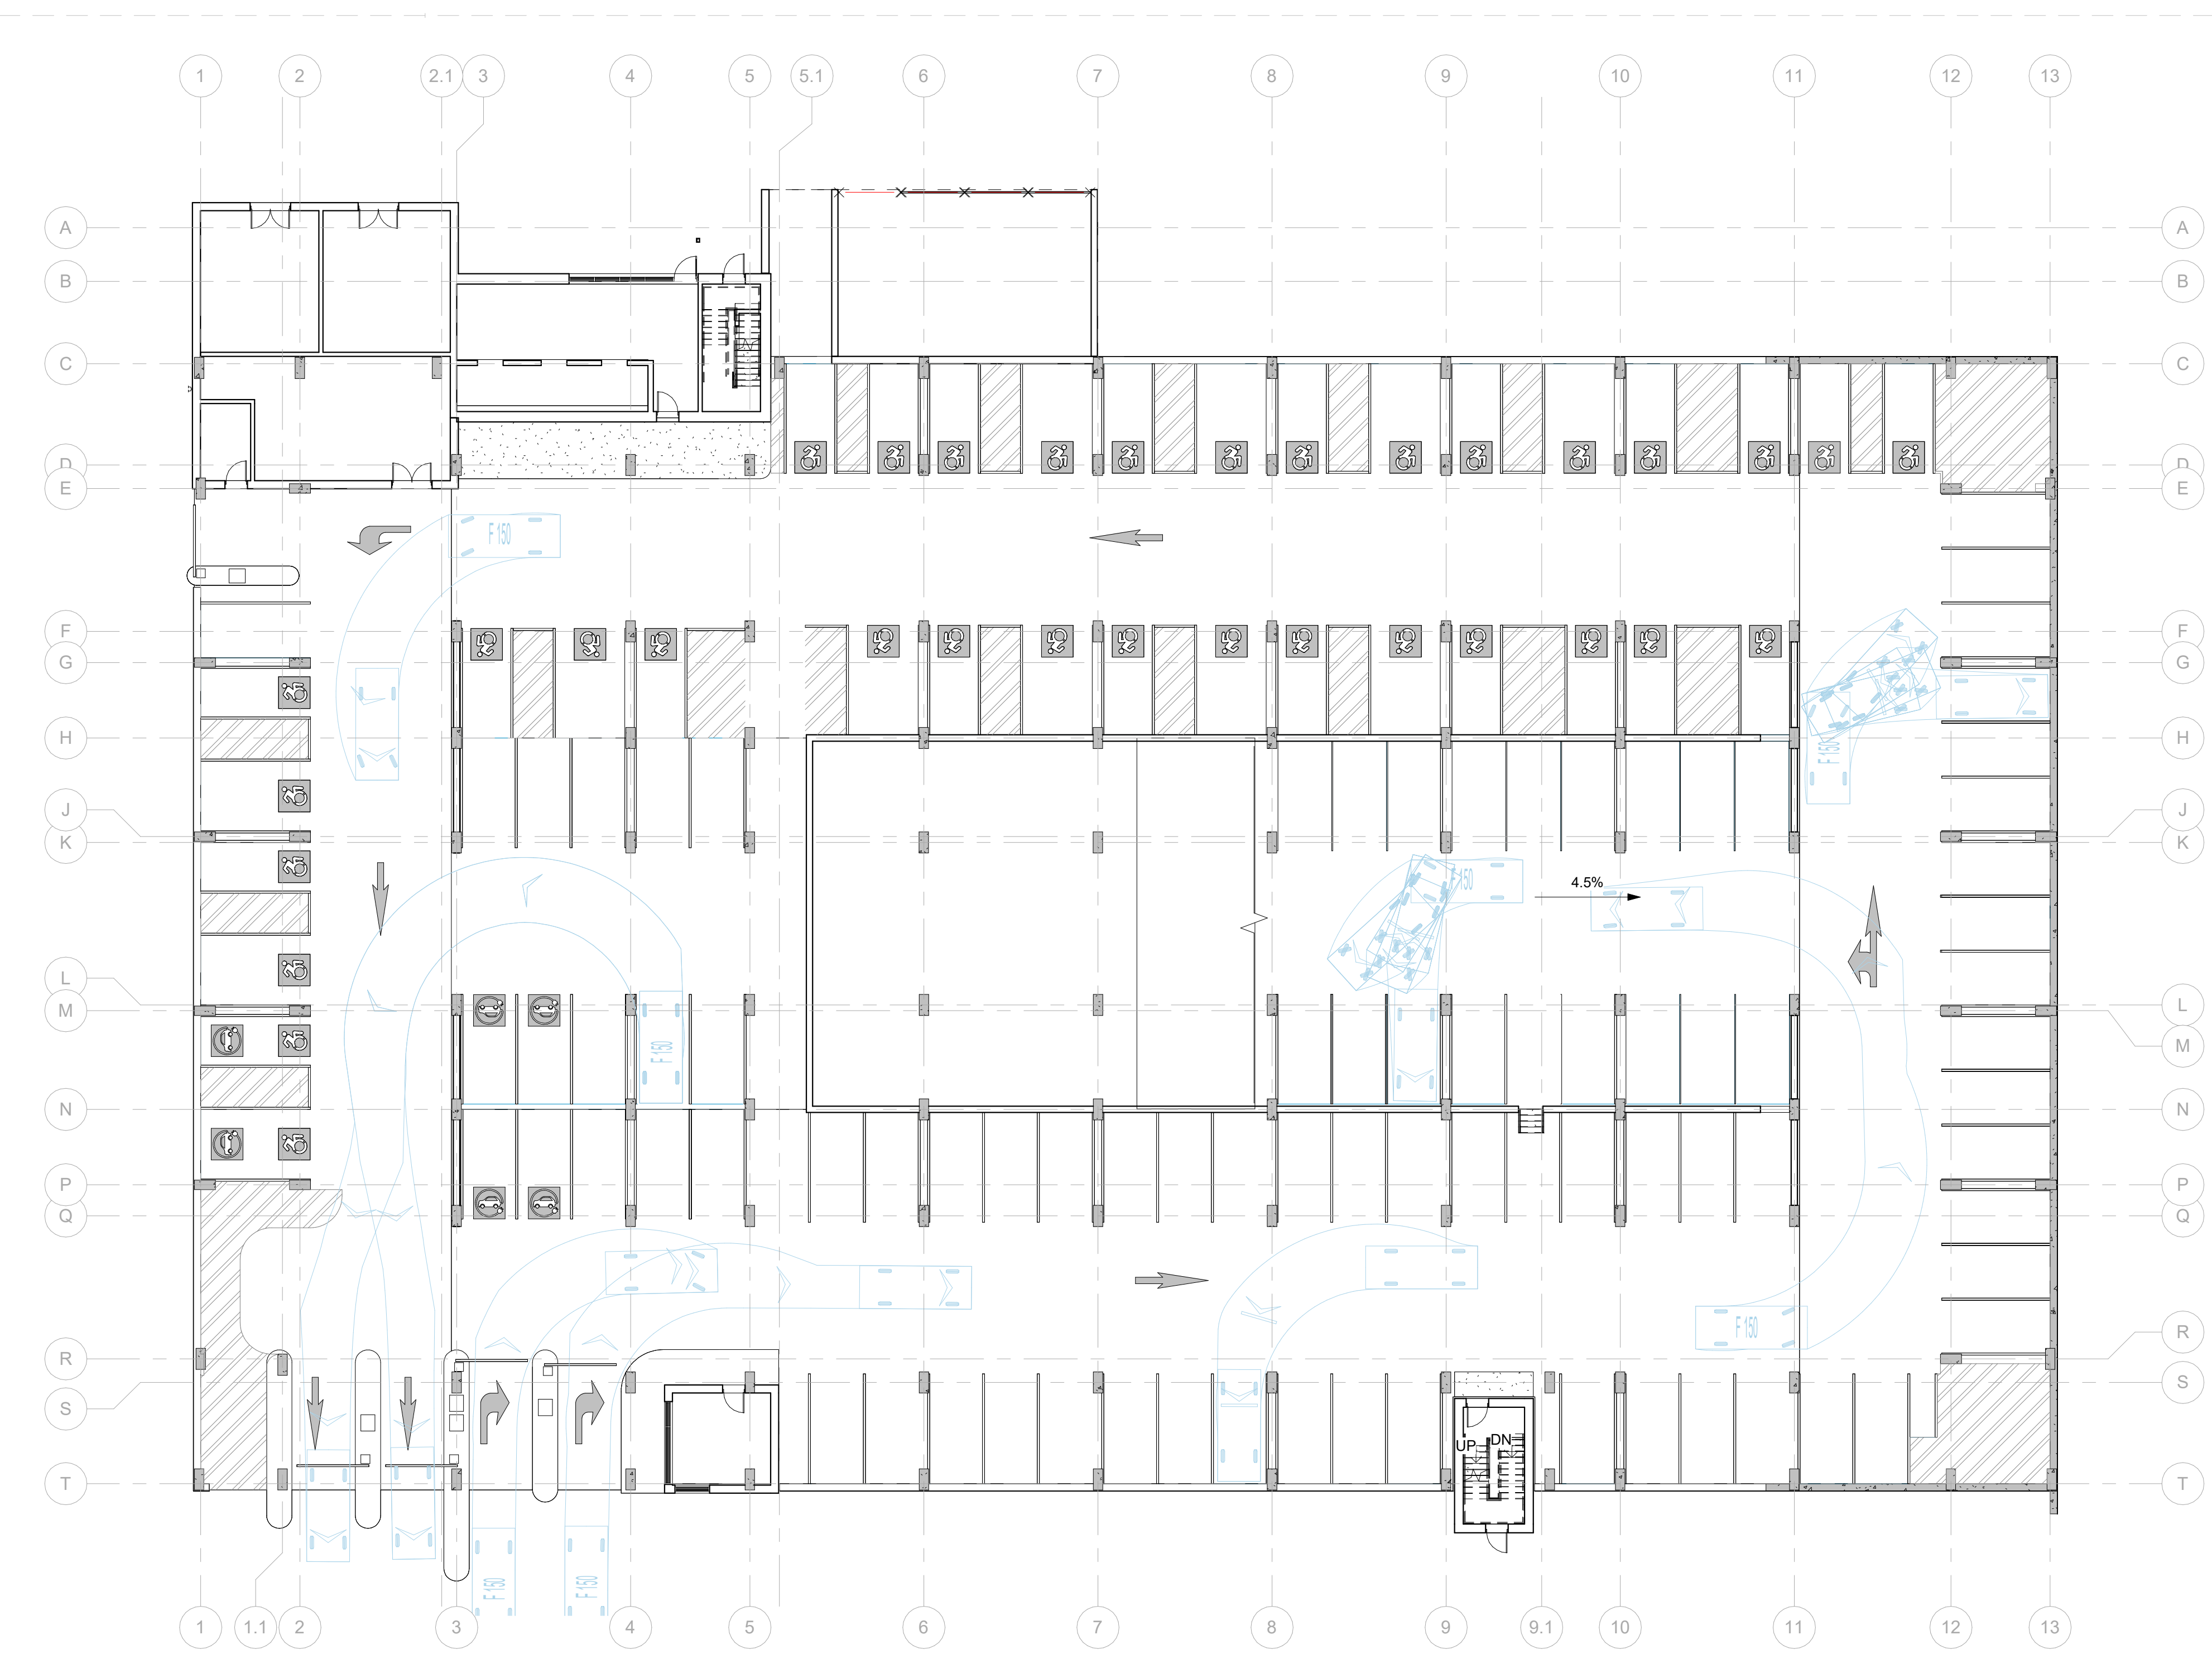 1 2 2.1 3 4 5 5.1 6 7 8 9 10 11 12 13
A A
B B
C C
D D
E E
F 150
F F
G G
F 150
H H
J J
K K
4.5%
150
L L
M M
F 150
N N
P P
Q Q
F 150
R R
S S
UP DN
T T
F 150 F 150
1 1.1 2 3 4 5 6 7 8 9 9.1 10 11 12 13